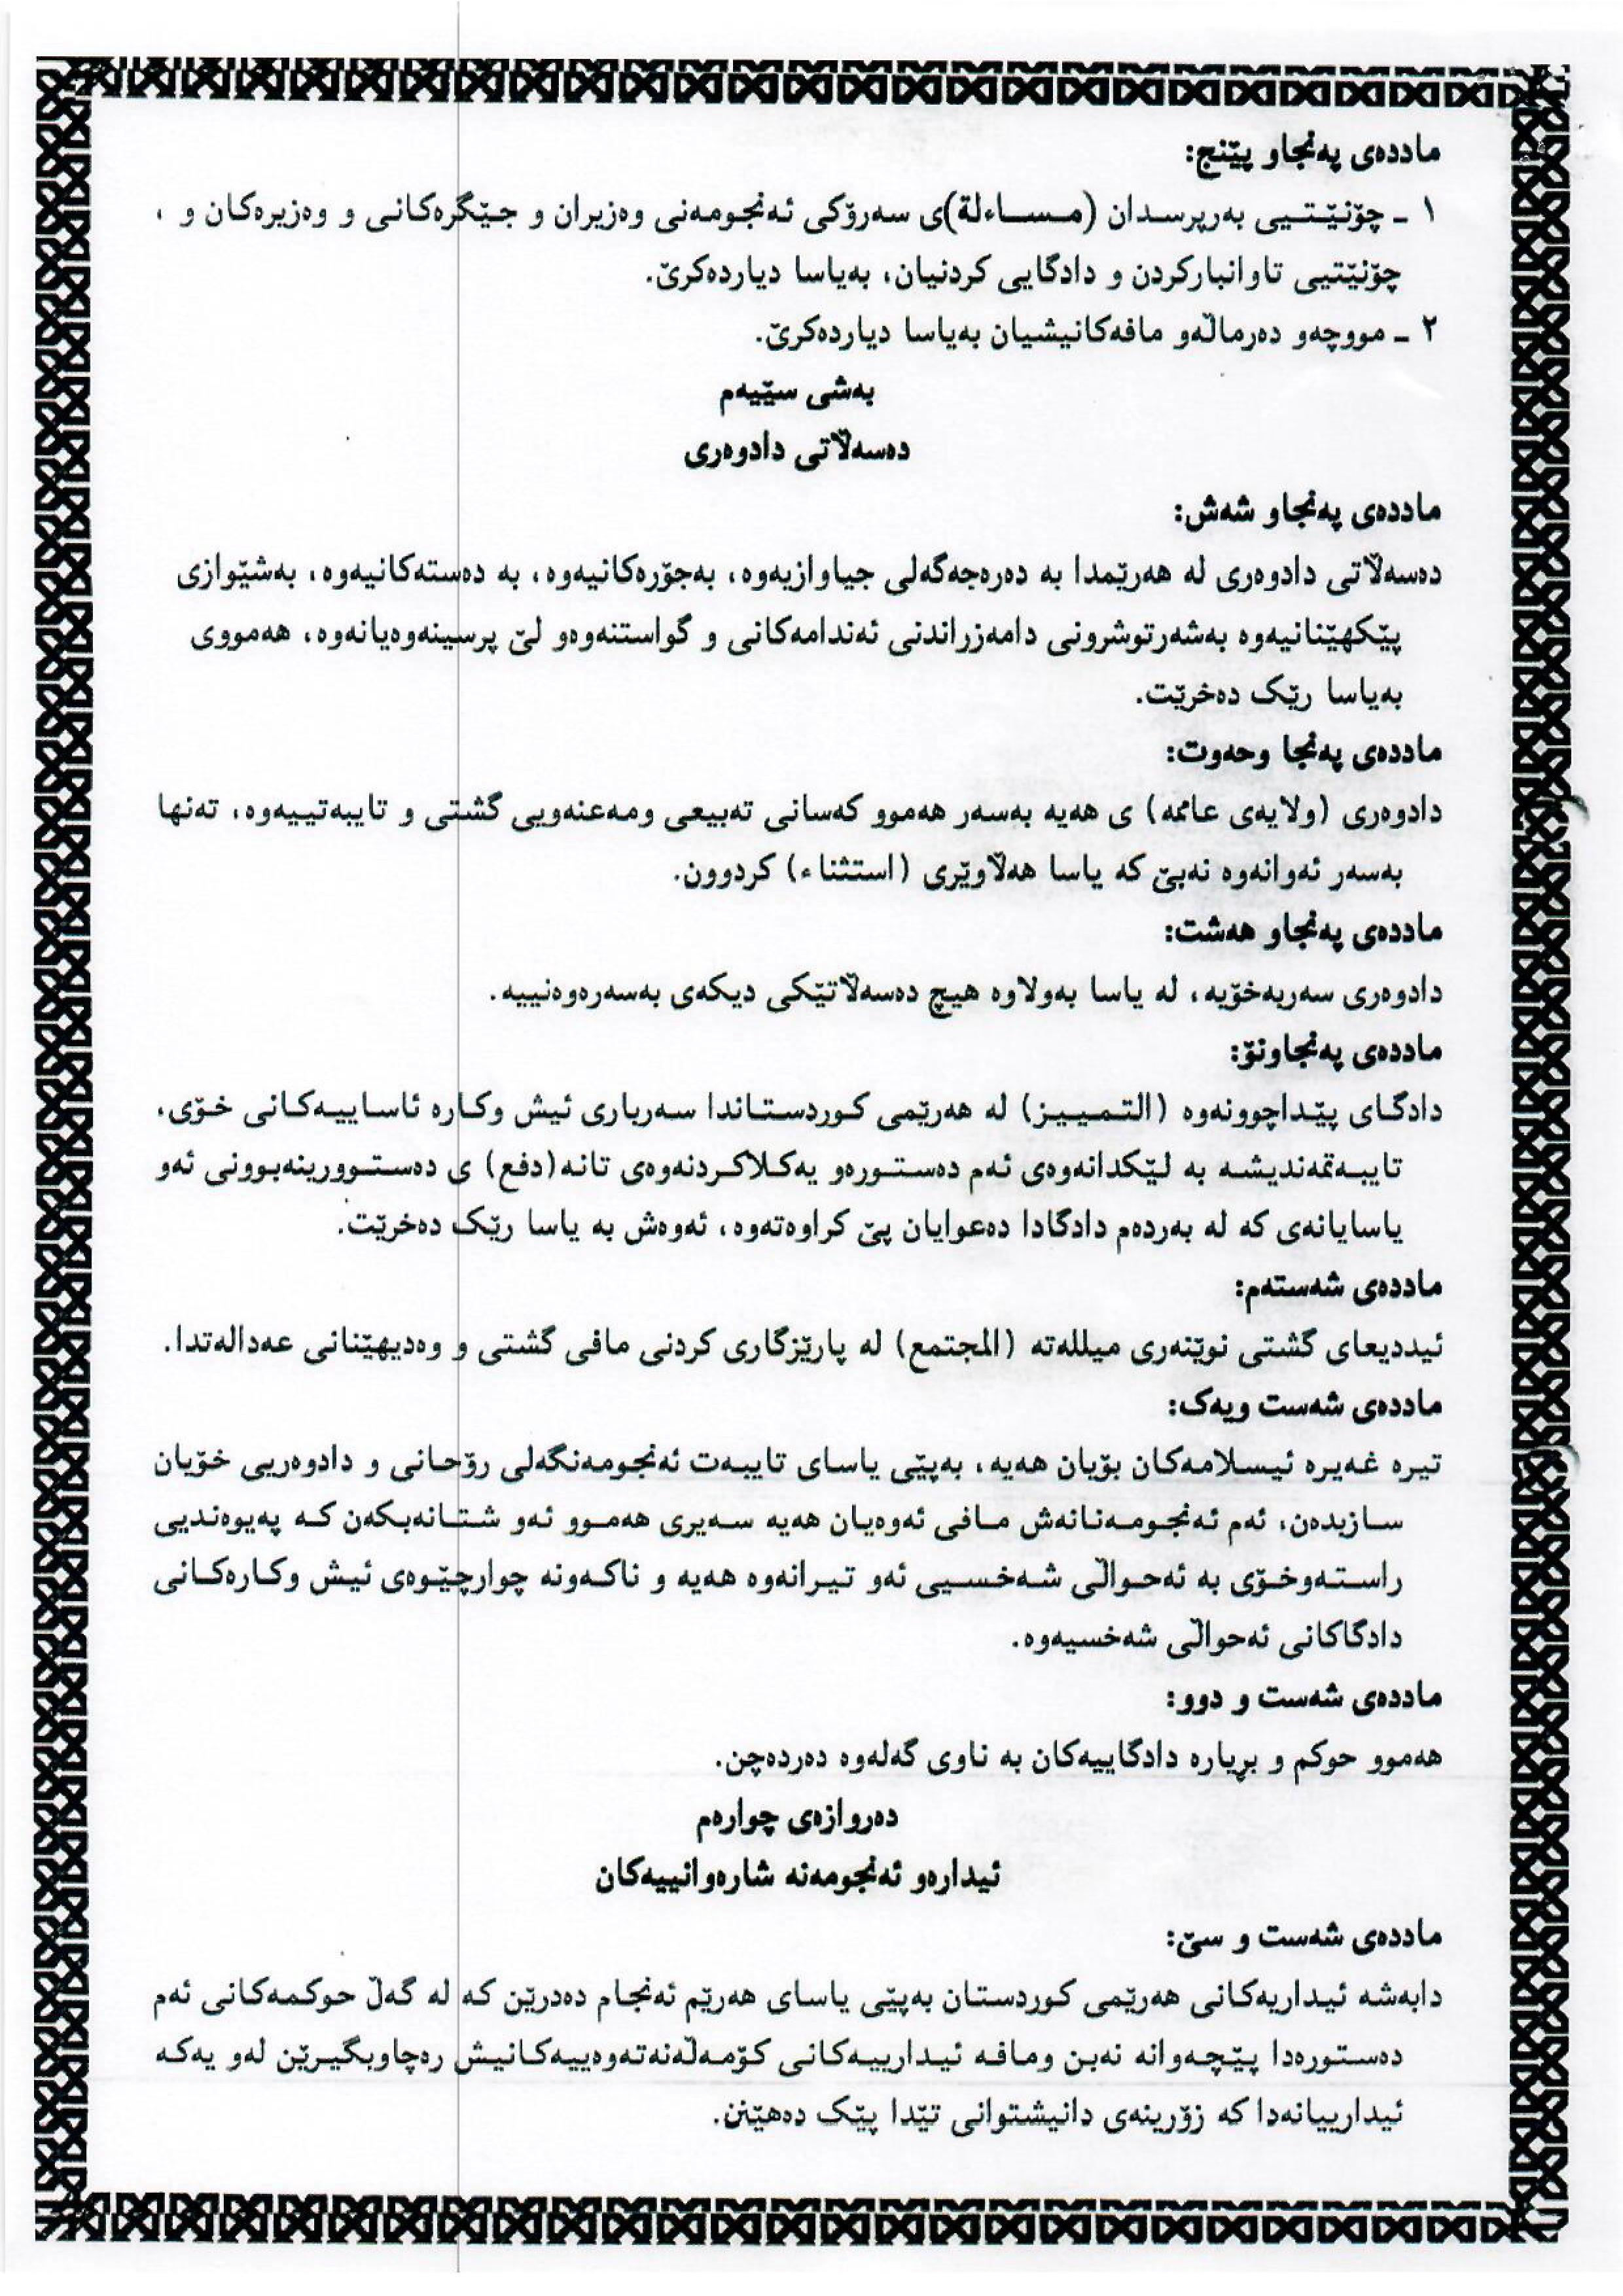 ماددەی پەنجاو پێنج:
١ ـ چۆنێتیی بەرپرسدان (مساءلة)ی سەرۆکی ئەنجومەنی وەزیران و جێگرەکانی و وەزیرەکان و ،
چۆنێتیی تاوانبارکردن و دادگایی کردنیان، بەیاسا دیاردەکرێ.
٢ ـ مووچەو دەرماڵەو مافەکانیشیان بەیاسا دیاردەکرێ.
بەشی سێیەم
دەسەڵاتی دادوەری
ماددەی پەنجاو شەش:
دەسەڵاتی دادوەری لە هەرێمدا بە دەرەجەگەلی جیاوازیەوە، بەجۆرەکانیەوە، بە دەستەکانیەوە، بەشێوازی
پێکهێنانیەوە بەشەرتوشرونی دامەزراندنی ئەندامەکانی و گواستنەوەو لێ پرسینەوەیانەوە، هەمووی
بەیاسا رێک دەخرێت.
ماددەی پەنجا وحەوت:
دادوەری (ولایەی عاممە) ی هەیە بەسەر هەموو کەسانی تەبیعی ومەعنەویی گشتی و تایبەتییەوە، تەنها
بەسەر ئەوانەوە نەبێ کە یاسا هەڵاوێری (استثناء) کردوون.
ماددەی پەنجاو هەشت:
دادوەری سەربەخۆیە، لە یاسا بەولاوە هیچ دەسەڵاتێکی دیکەی بەسەرەوەنییە.
ماددەی پەنجاونۆ:
دادگای پێداچوونەوە (التمییز) لە هەرێمی کوردستاندا سەرباری ئیش وکارە ئاساییەکانی خۆی،
تایبەتمەندیشە بە لێکدانەوەی ئەم دەستورەو یەکلاکردنەوەی تانە(دفع) ی دەستوورینەبوونی ئەو
یاسایانەی کە لە بەردەم دادگادا دەعوایان پێ کراوەتەوە، ئەوەش بە یاسا رێک دەخرێت.
ماددەی شەستەم:
ئیددیعای گشتی نوێنەری میللەتە (المجتمع) لە پارێزگاری کردنی مافی گشتی و وەدیهێنانی عەدالەتدا.
ماددەی شەست ویەک:
تیرە غەیرە ئیسلامەکان بۆیان هەیە، بەپێی یاسای تایبەت ئەنجومەنگەلی رۆحانی و دادوەریی خۆیان
سازبدەن، ئەم ئەنجومەنانەش مافی ئەوەیان هەیە سەیری هەموو ئەو شتانەبکەن کە پەیوەندیی
راستەوخۆی بە ئەحواڵی شەخسیی ئەو تیرانەوە هەیە و ناکەونە چوارچێوەی ئیش وکارەکانی
دادگاکانی ئەحواڵی شەخسیەوە.
ماددەی شەست و دوو:
هەموو حوکم و بڕیارە دادگاییەکان بە ناوی گەلەوە دەردەچن.
دەروازەی چوارەم
ئیدارەو ئەنجومەنە شارەوانییەکان
ماددەی شەست و سێ:
دابەشە ئیداریەکانی هەرێمی کوردستان بەپێی یاسای هەرێم ئەنجام دەدرێن کە لە گەڵ حوکمەکانی ئەم
دەستورەدا پێچەوانە نەبن ومافە ئیدارییەکانی کۆمەڵەنەتەوەییەکانیش رەچاوبگیرێن لەو یەکە
ئیدارییانەدا کە زۆرینەی دانیشتوانی تێدا پێک دەهێنن.